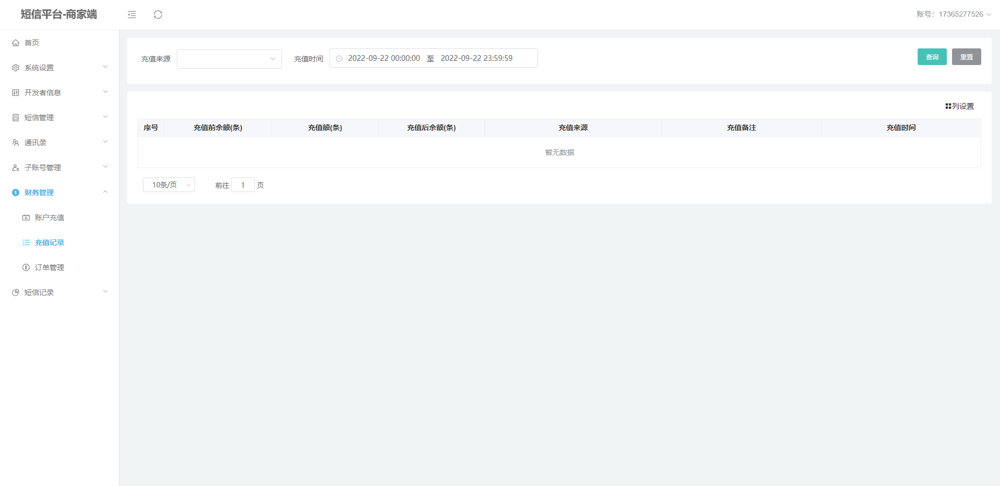 短信平台-商家端
账号：17365277526
首页
系统设置
开发者信息
短信管理
通讯录
子账号管理
财务管理
账户充值
充值记录
订单管理
短信记录
充值来源 充值时间 2022-09-22 00:00:00 至 2022-09-22 23:59:59 查询 重置
列设置
序号 充值前余额(条) 充值额(条) 充值后余额(条) 充值来源 充值备注 充值时间
暂无数据
10条/页 前往 1 页